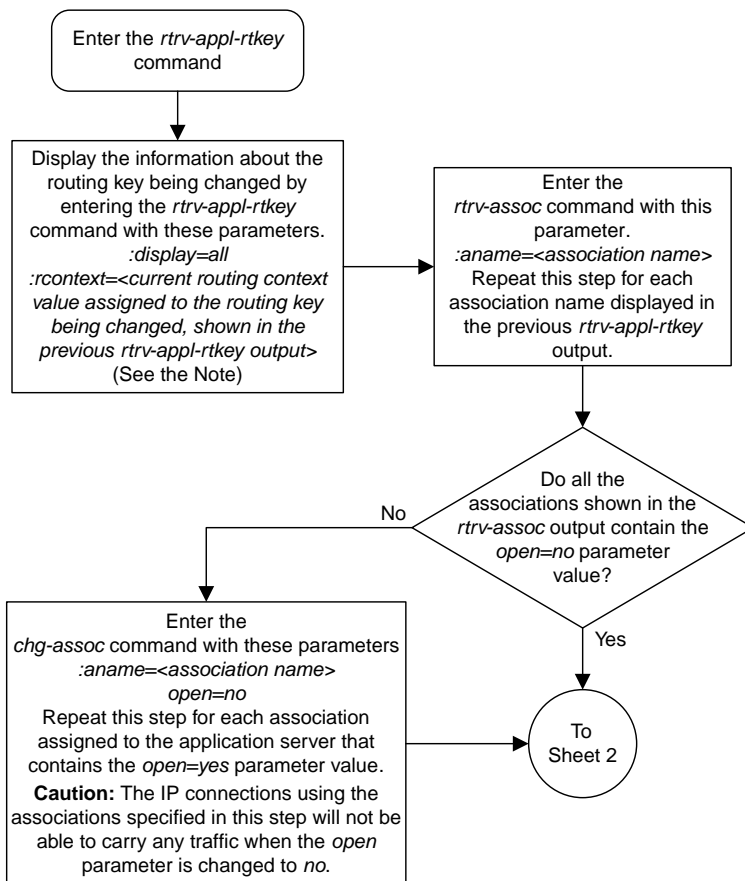 Enter the rtrv-appl-rtkey
command
Display the information about the
routing key being changed by
entering the rtrv-appl-rtkey
command with these parameters.
:display=all
:rcontext=<current routing context
value assigned to the routing key
being changed, shown in the
previous rtrv-appl-rtkey output>
(See the Note)
Enter the
rtrv-assoc command with this
parameter.
:aname=<association name>
Repeat this step for each
association name displayed in
the previous rtrv-appl-rtkey
output.
Do all the
associations shown in the
rtrv-assoc output contain the
open=no parameter
value?
No
Yes
Enter the
chg-assoc command with these parameters
:aname=<association name>
open=no
Repeat this step for each association
assigned to the application server that
contains the open=yes parameter value.
Caution: The IP connections using the
associations specified in this step will not be
able to carry any traffic when the open
parameter is changed to no.
To
Sheet 2